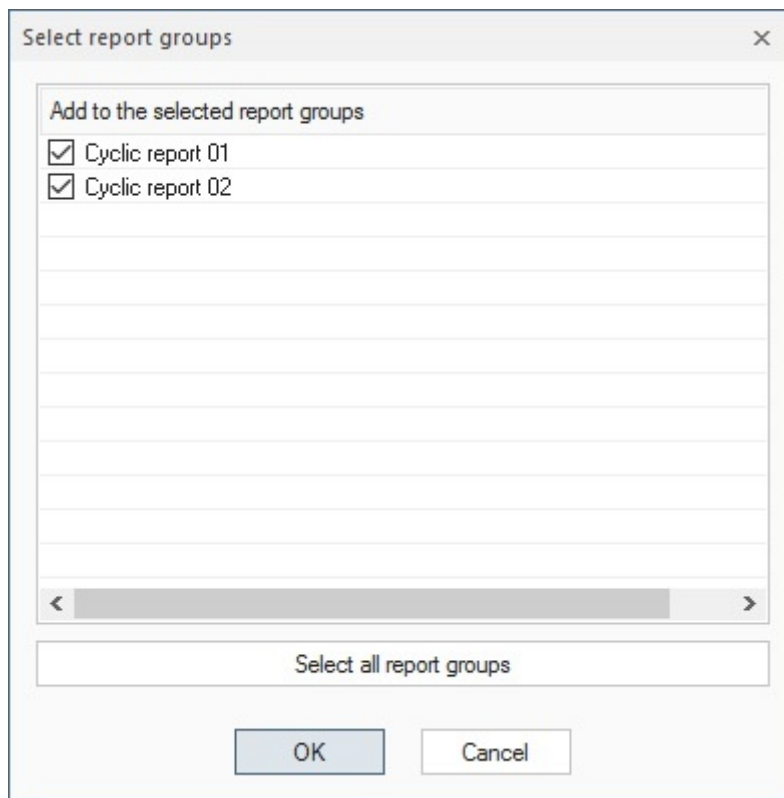 Select report groups
Add to the selected report groups
Cyclic report 01
Cyclic report 02
Select all report groups
OK
Cancel